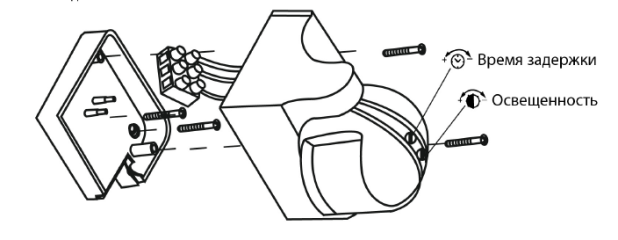 Время задержки
Освещенность